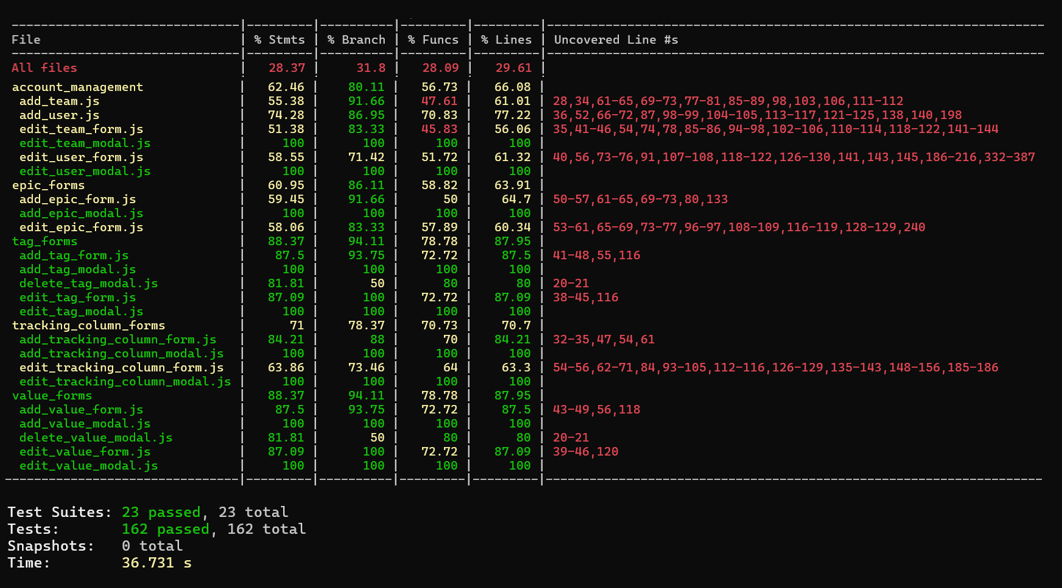 File | % Stmts | % Branch | % Funcs | % Lines | Uncovered Line #s
All files | 28.37 | 31.8 | 28.09 | 29.61 |
account_management | 62.46 | 80.11 | 56.73 | 66.08 |
add_team.js | 55.38 | 91.66 | 47.61 | 61.01 | 28,34,61-65,69-73,77-81,85-89,98,103,106,111-112
add_user.js | 74.28 | 86.95 | 70.83 | 77.22 | 36,52,66-72,87,98-99,104-105,113-117,121-125,138,140,198
edit_team_form.js | 51.38 | 83.33 | 45.83 | 56.06 | 35,41-46,54,74,78,85-86,94-98,102-106,110-114,118-122,141-144
edit_team_modal.js | 100 | 100 | 100 | 100 |
edit_user_form.js | 58.55 | 71.42 | 51.72 | 61.32 | 40,56,73-76,91,107-108,118-122,126-130,141,143,145,186-216,332-387
edit_user_modal.js | 100 | 100 | 100 | 100 |
epic_forms | 60.95 | 86.11 | 58.82 | 63.91 |
add_epic_form.js | 59.45 | 91.66 | 50 | 64.7 | 50-57,61-65,69-73,80,133
add_epic_modal.js | 100 | 100 | 100 | 100 |
edit_epic_form.js | 58.06 | 83.33 | 57.89 | 60.34 | 53-61,65-69,73-77,96-97,108-109,116-119,128-129,240
tag_forms | 88.37 | 94.11 | 78.78 | 87.95 |
add_tag_form.js | 87.5 | 93.75 | 72.72 | 87.5 | 41-48,55,116
add_tag_modal.js | 100 | 100 | 100 | 100 |
delete_tag_modal.js | 81.81 | 50 | 80 | 80 | 20-21
edit_tag_form.js | 87.09 | 100 | 72.72 | 87.09 | 38-45,116
edit_tag_modal.js | 100 | 100 | 100 | 100 |
tracking_column_forms | 71 | 78.37 | 70.73 | 70.7 |
add_tracking_column_form.js | 84.21 | 88 | 70 | 84.21 | 32-35,47,54,61
add_tracking_column_modal.js | 100 | 100 | 100 | 100 |
edit_tracking_column_form.js | 63.86 | 73.46 | 64 | 63.3 | 54-56,62-71,84,93-105,112-116,126-129,135-143,148-156,185-186
edit_tracking_column_modal.js | 100 | 100 | 100 | 100 |
value_forms | 88.37 | 94.11 | 78.78 | 87.95 |
add_value_form.js | 87.5 | 93.75 | 72.72 | 87.5 | 43-49,56,118
add_value_modal.js | 100 | 100 | 100 | 100 |
delete_value_modal.js | 81.81 | 50 | 80 | 80 | 20-21
edit_value_form.js | 87.09 | 100 | 72.72 | 87.09 | 39-46,120
edit_value_modal.js | 100 | 100 | 100 | 100 |
Test Suites: 23 passed, 23 total
Tests: 162 passed, 162 total
Snapshots: 0 total
Time: 36.731 s